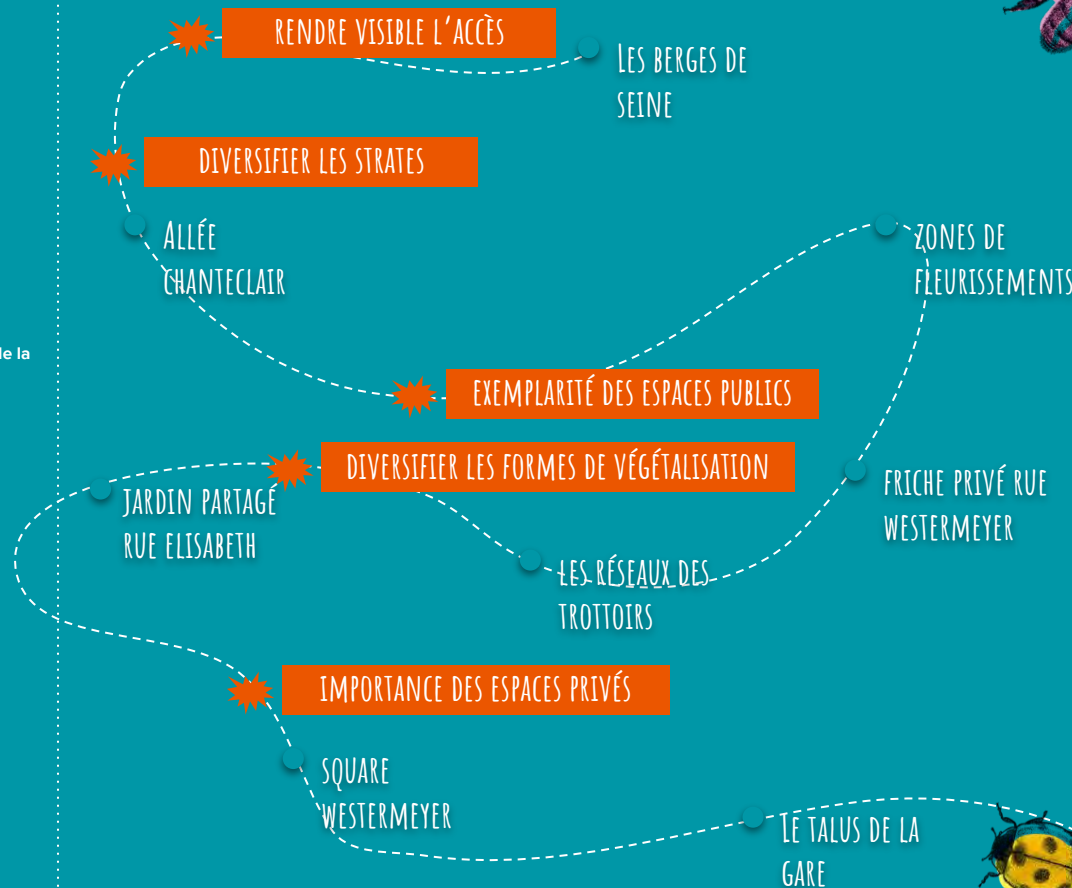 RENDRE VISIBLE L'ACCÈS
LES BERGES DE
SEINE
DIVERSIFIER LES STRATES
ALLÉE
CHANTECLAIR
ZONES DE
FLEURISSEMENTS
de la
EXEMPLARITÉ DES ESPACES PUBLICS
DIVERSIFIER LES FORMES DE VÉGÉTALISATION
JARDIN PARTAGÉ
RUE ELISABETH
FRICHE PRIVÉ RUE
WESTERMEYER
LES RÉSEAUX DES
TROTTOIRS
IMPORTANCE DES ESPACES PRIVÉS
SQUARE
WESTERMEYER
LE TALUS DE LA
GARE